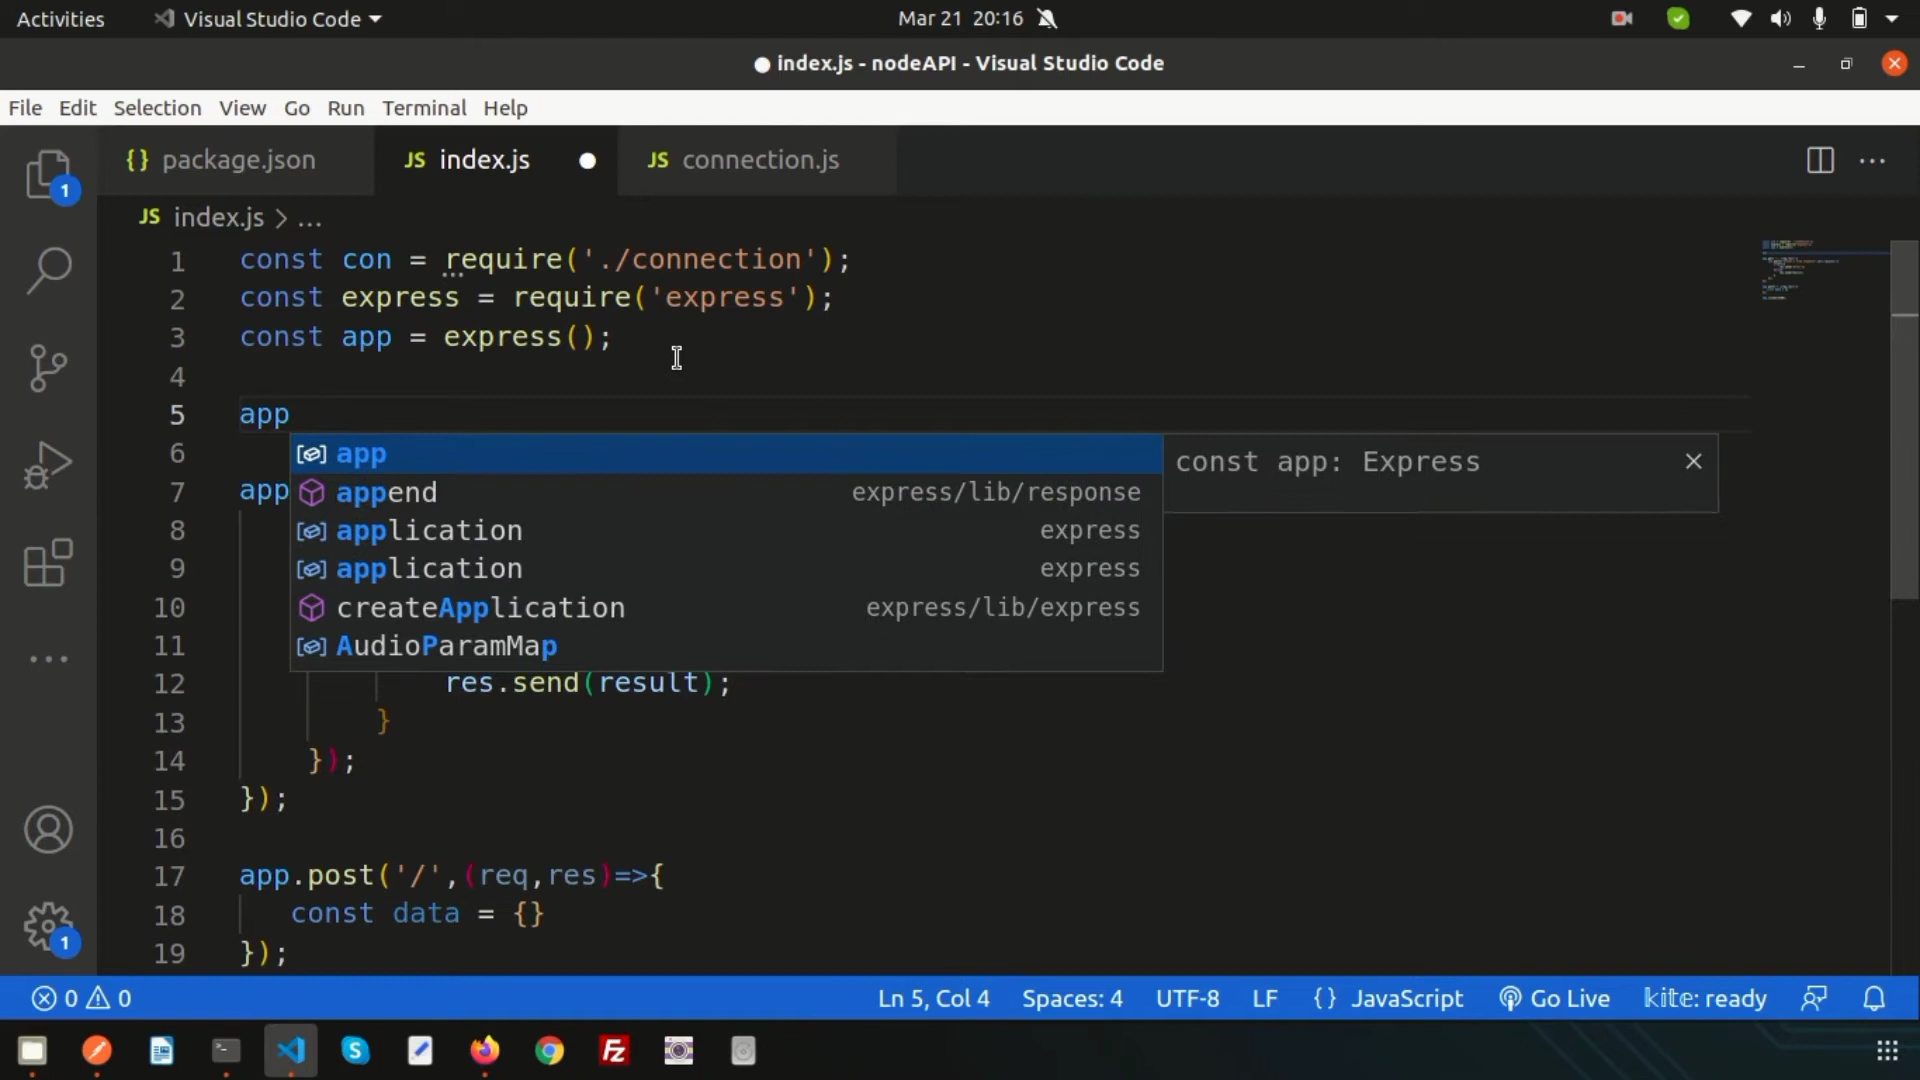 Activities Visual Studio Code Mar 21 20:16
index.js - nodeAPI - Visual Studio Code
File Edit Selection View Go Run Terminal Help
{} package.json JS index.js JS connection.js ...
JS index.js > ...
1 const con = require('./connection');
2 const express = require('express');
3 const app = express();
4
5 app
6 app const app: Express
7 app append express/lib/response
8 application express
9 application express
10 createApplication express/lib/express
11 AudioParamMap
12 res.send(result);
13 }
14 });
15 });
16
17 app.post('/',(req,res)=>{
18 const data = {}
19 });
1
1
0 0 Ln 5, Col 4 Spaces: 4 UTF-8 LF {} JavaScript Go Live kite: ready